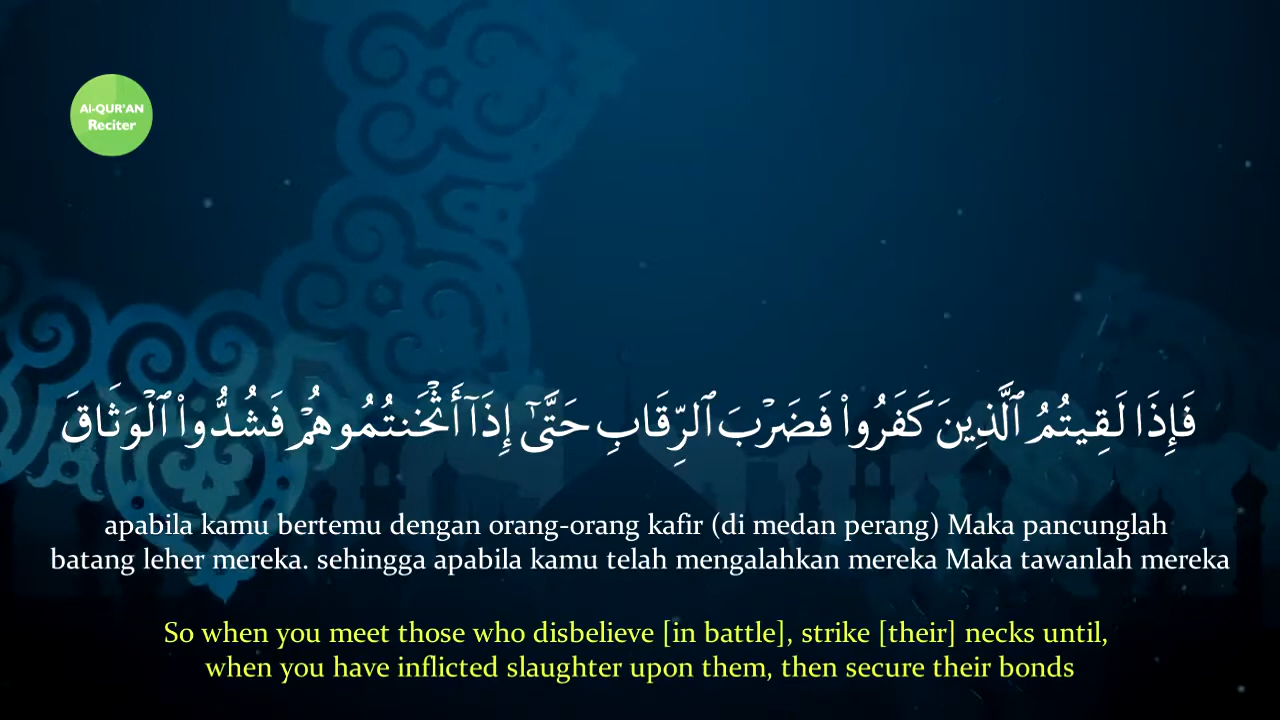 Al-QUR'AN
Reciter
فَإِذَا لَقِيتُمُ ٱلَّذِينَ كَفَرُوا۟ فَضَرْبَ ٱلرِّقَابِ حَتَّىٰٓ إِذَآ أَثْخَنتُمُوهُمْ فَشُدُّوا۟ ٱلْوَثَاقَ
apabila kamu bertemu dengan orang-orang kafir (di medan perang) Maka pancunglah
batang leher mereka. sehingga apabila kamu telah mengalahkan mereka Maka tawanlah mereka
So when you meet those who disbelieve [in battle], strike [their] necks until,
when you have inflicted slaughter upon them, then secure their bonds